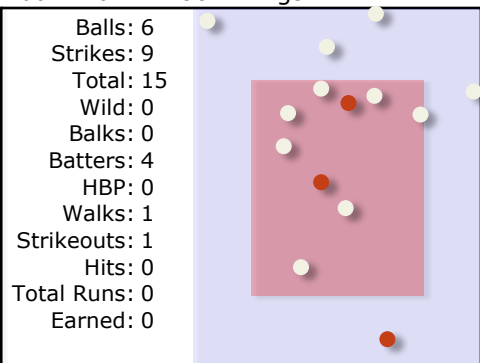 Balls: 6
Strikes: 9
Total: 15
Wild: 0
Balks: 0
Batters: 4
HBP: 0
Walks: 1
Strikeouts: 1
Hits: 0
Total Runs: 0
Earned: 0